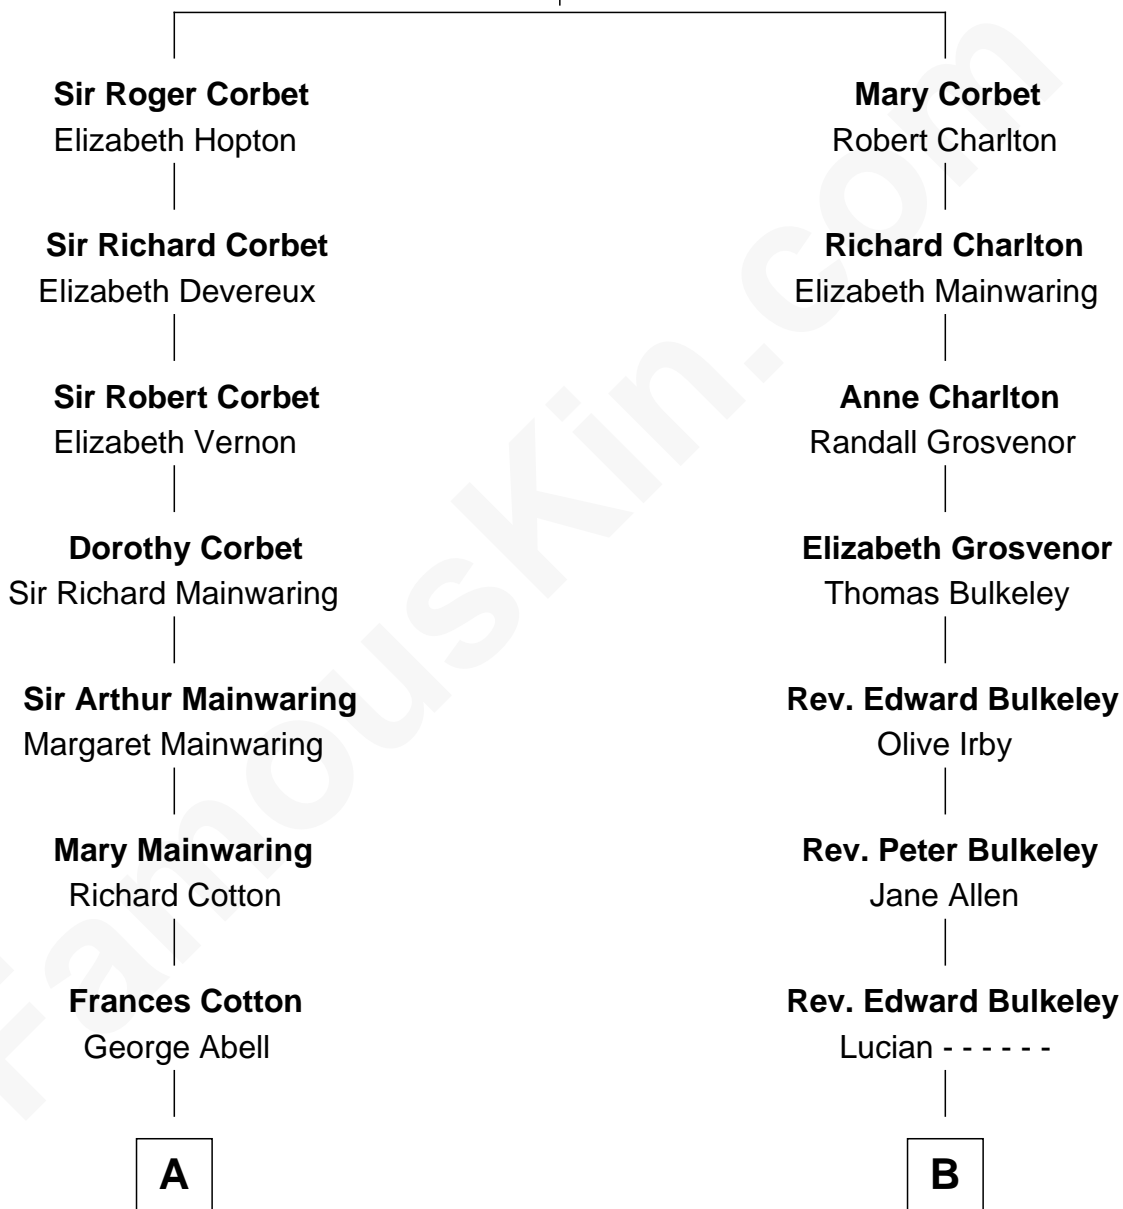 Sir Roger Corbet
Elizabeth Hopton
Sir Richard Corbet
Elizabeth Devereux
Sir Robert Corbet
Elizabeth Vernon
Dorothy Corbet
Sir Richard Mainwaring
Sir Arthur Mainwaring
Margaret Mainwaring
Mary Mainwaring
Richard Cotton
Frances Cotton
George Abell
A
Mary Corbet
Robert Charlton
Richard Charlton
Elizabeth Mainwaring
Anne Charlton
Randall Grosvenor
Elizabeth Grosvenor
Thomas Bulkeley
Rev. Edward Bulkeley
Olive Irby
Rev. Peter Bulkeley
Jane Allen
Rev. Edward Bulkeley
Lucian - - - - - -
B
FamousKin.com